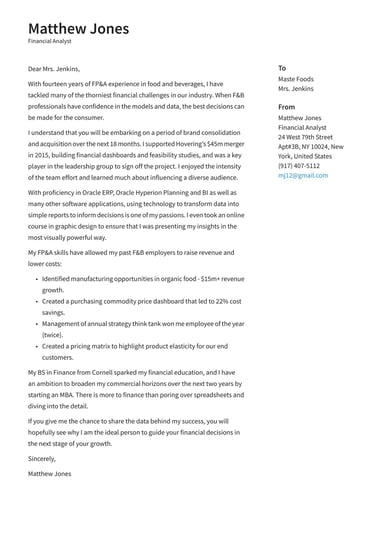 Matthew Jones
Financial Analyst
Dear Mrs. Jenkins,
With fourteen years of FP&A experience in food and beverages, I have
tackled many of the thorniest financial challenges in our industry. When F&B
professionals have confidence in the models and data, the best decisions can
be made for the consumer.
I understand that you will be embarking on a period of brand consolidation
and acquisition over the next 18 months. I supported Hovering's $45m merger
in 2015, building financial dashboards and feasibility studies, and was a key
player in the leadership group to sign off the project. I enjoyed the intensity
of the team effort and learned much about influencing a diverse audience.
With proficiency in Oracle ERP, Oracle Hyperion Planning and BI as well as
many other software applications, using technology to transform data into
simple reports to inform decisions is one of my passions. I even took an online
course in graphic design to ensure that I was presenting my insights in the
most visually powerful way.
My FP&A skills have allowed my past F&B employers to raise revenue and
lower costs:
• Identified manufacturing opportunities in organic food - $15m+ revenue
growth.
• Created a purchasing commodity price dashboard that led to 22% cost
savings.
• Management of annual strategy think tank won me employee of the year
(twice).
• Created a pricing matrix to highlight product elasticity for our end
customers.
My BS in Finance from Cornell sparked my financial education, and I have
an ambition to broaden my commercial horizons over the next two years by
starting an MBA. There is more to finance than poring over spreadsheets and
diving into the detail.
If you give me the chance to share the data behind my success, you will
hopefully see why I am the ideal person to guide your financial decisions in
the next stage of your growth.
Sincerely,
Matthew Jones
To
Maste Foods
Mrs. Jenkins
From
Matthew Jones
Financial Analyst
24 West 79th Street
Apt#3B, NY 10024, New
York, United States
(917) 407-5112
mj12@gmail.com